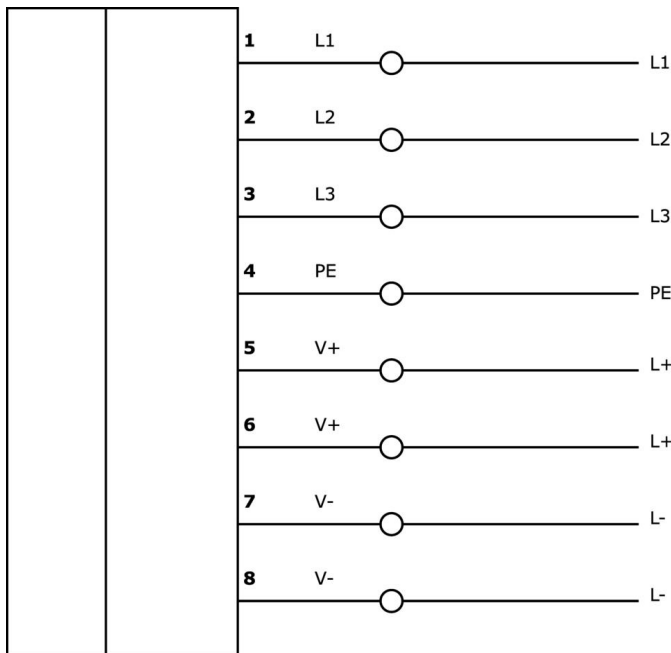 1 L1 L1
2 L2 L2
3 L3 L3
4 PE PE
5 V+ L+
6 V+ L+
7 V- L-
8 V- L-